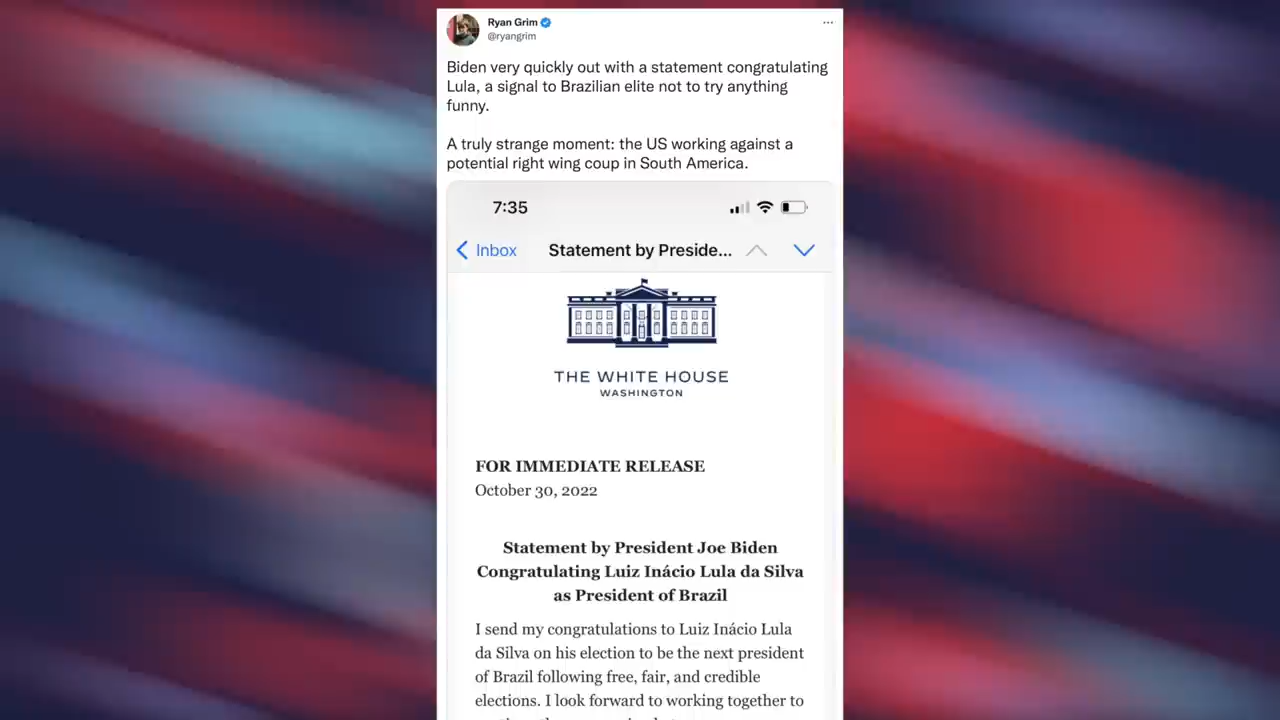 Ryan Grim
@ryangrim
Biden very quickly out with a statement congratulating
Lula, a signal to Brazilian elite not to try anything
funny.
A truly strange moment: the US working against a
potential right wing coup in South America.
7:35
Inbox
Statement by Preside...
THE WHITE HOUSE
WASHINGTON
FOR IMMEDIATE RELEASE
October 30, 2022
Statement by President Joe Biden
Congratulating Luiz Inácio Lula da Silva
as President of Brazil
I send my congratulations to Luiz Inácio Lula
da Silva on his election to be the next president
of Brazil following free, fair, and credible
elections. I look forward to working together to